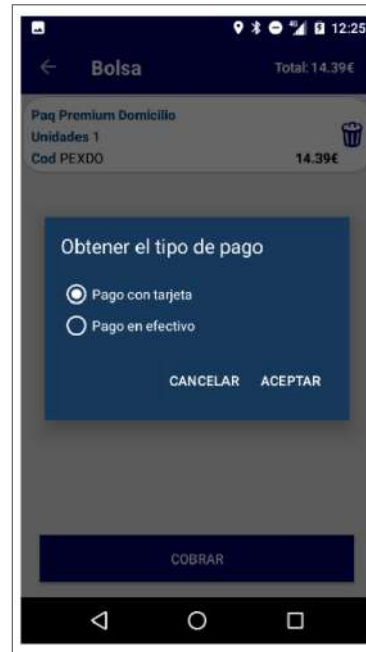 12:25
Bolsa
Total: 14.39€
Paq Premium Domicilio
Unidades 1
Cod PEXDO
14.39€
Obtener el tipo de pago
Pago con tarjeta
Pago en efectivo
CANCELAR ACEPTAR
COBRAR